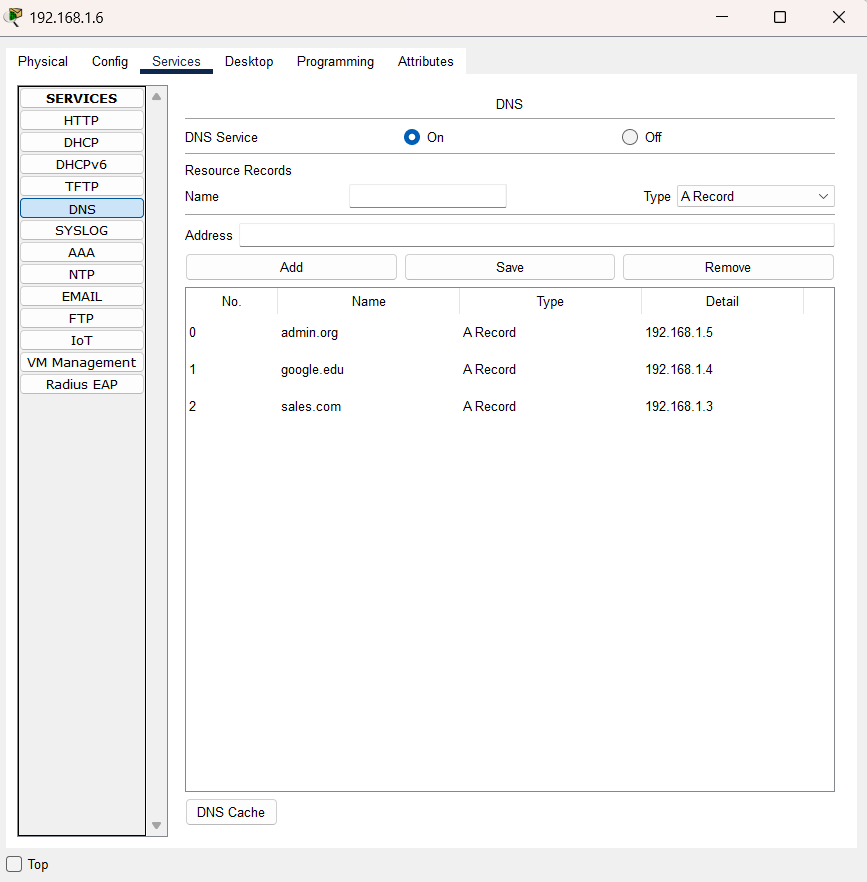 192.168.1.6
Physical Config Services Desktop Programming Attributes
SERVICES
HTTP
DHCP
DHCPv6
TFTP
DNS
SYSLOG
AAA
NTP
EMAIL
FTP
IoT
VM Management
Radius EAP
DNS
DNS Service On Off
Resource Records
Name Type A Record
Address
Add Save Remove
No. Name Type Detail
0 admin.org A Record 192.168.1.5
1 google.edu A Record 192.168.1.4
2 sales.com A Record 192.168.1.3
DNS Cache
Top